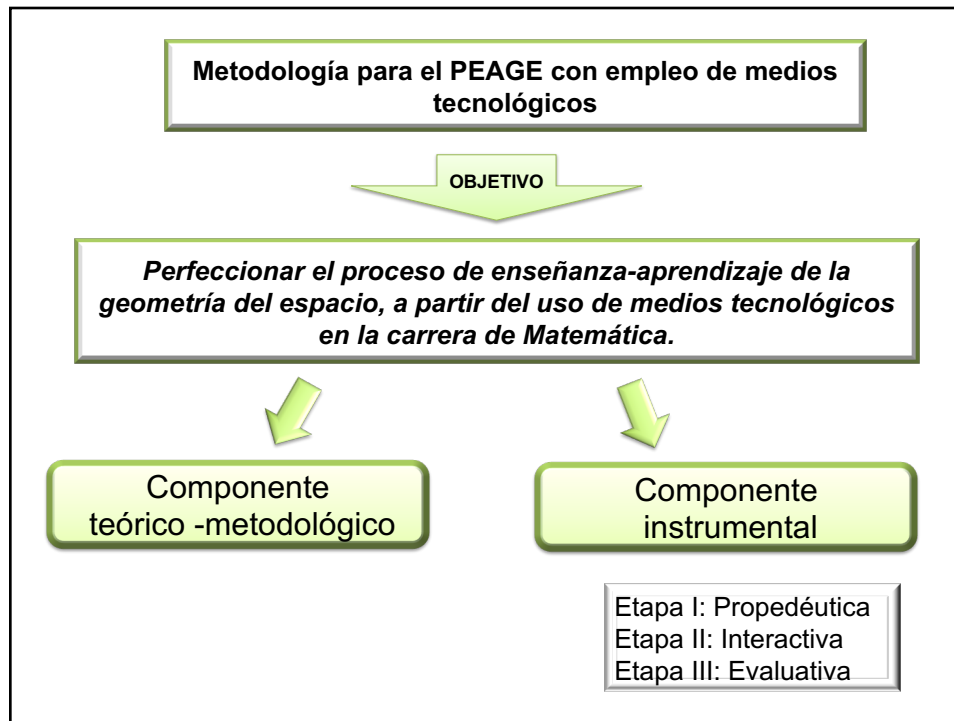 Metodología para el PEAGE con empleo de medios
tecnológicos
OBJETIVO
Perfeccionar el proceso de enseñanza-aprendizaje de la
geometría del espacio, a partir del uso de medios tecnológicos
en la carrera de Matemática.
Componente
teórico -metodológico
Componente
instrumental
Etapa I: Propedéutica
Etapa II: Interactiva
Etapa III: Evaluativa